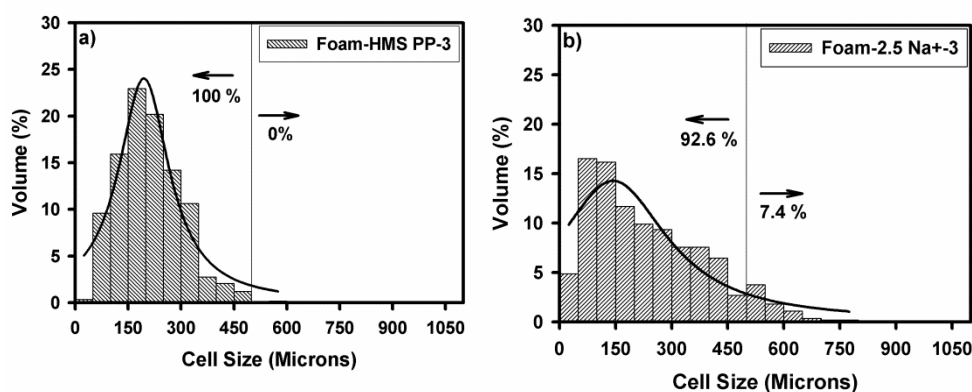 a)
Foam-HMS PP-3
100 %
0%
Volume (%)
30
25
20
15
10
5
0
0 150 300 450 600 750 900 1050
Cell Size (Microns)
b)
Foam-2.5 Na+-3
92.6 %
7.4 %
Volume (%)
30
25
20
15
10
5
0
0 150 300 450 600 750 900 1050
Cell Size (Microns)